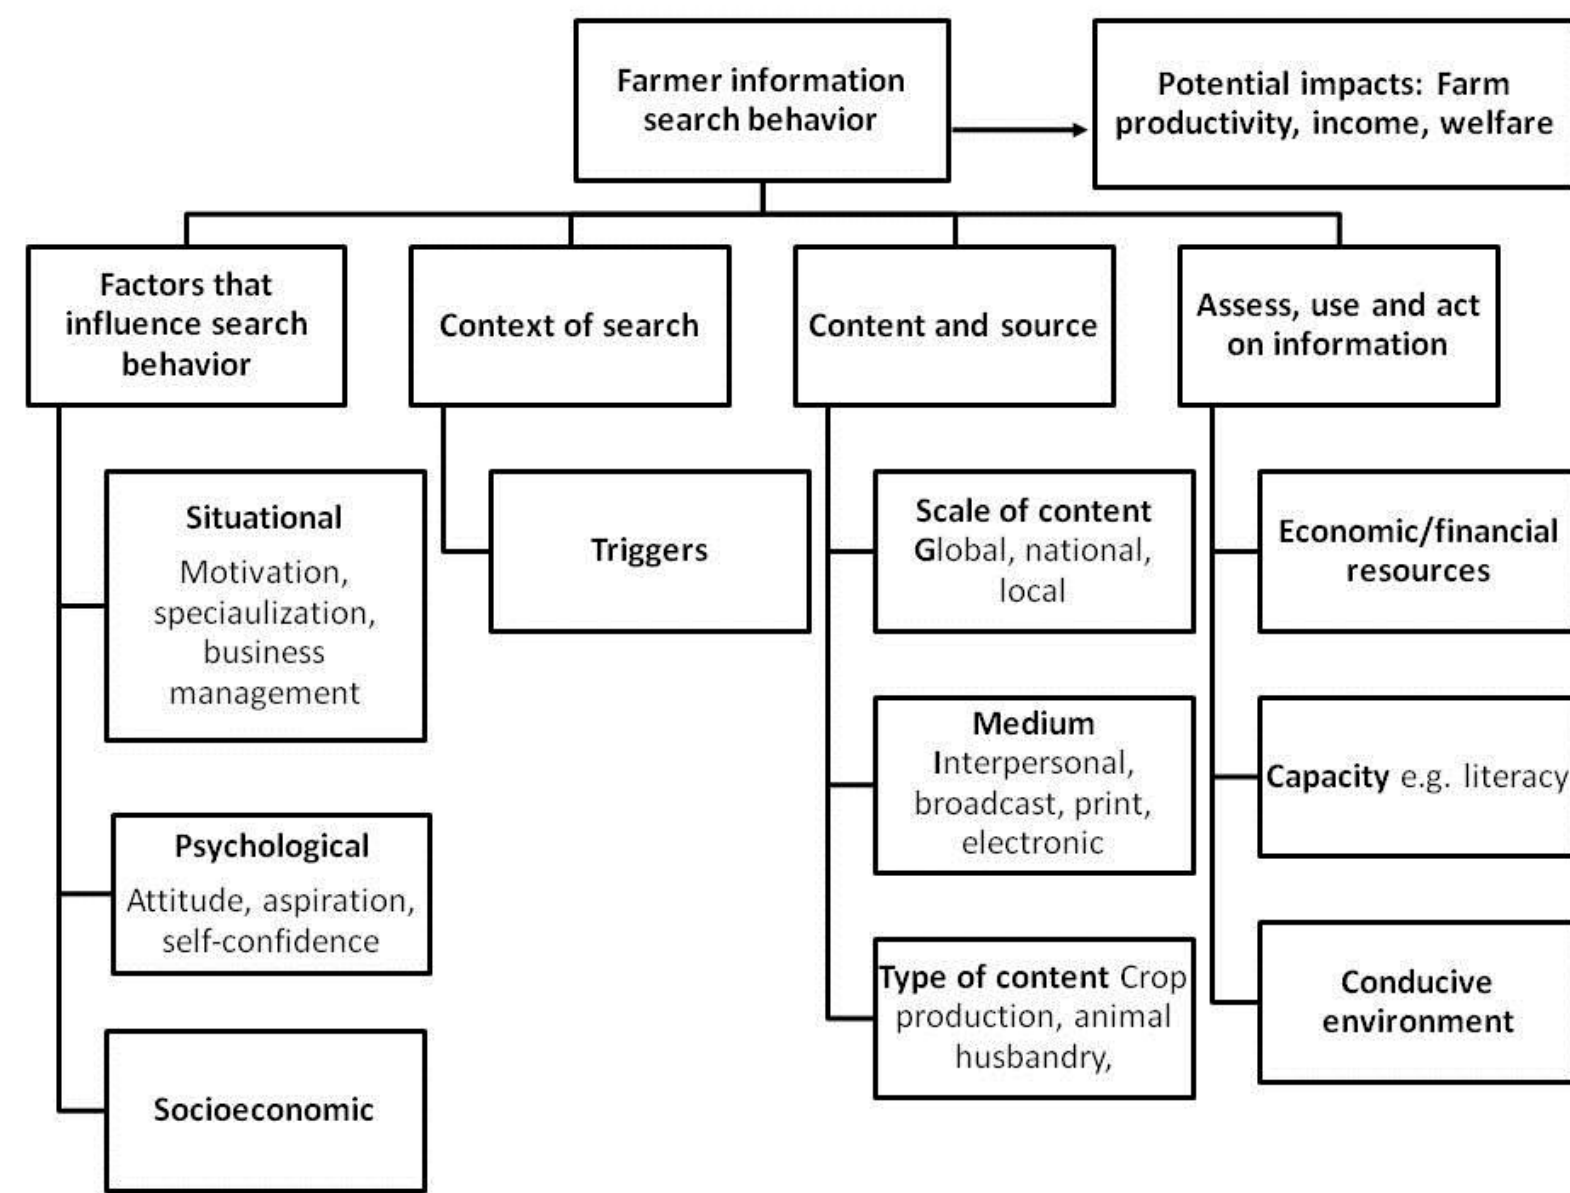 Farmer information
search behavior
Potential impacts: Farm
productivity, income, welfare
Factors that
influence search
behavior
Context of search
Content and source
Assess, use and act
on information
Situational
Motivation,
speciaulization,
business
management
Psychological
Attitude, aspiration,
self-confidence
Socioeconomic
Triggers
Scale of content
Global, national,
local
Medium
Interpersonal,
broadcast, print,
electronic
Type of content Crop
production, animal
husbandry,
Economic/financial
resources
Capacity e.g. literacy
Conducive
environment